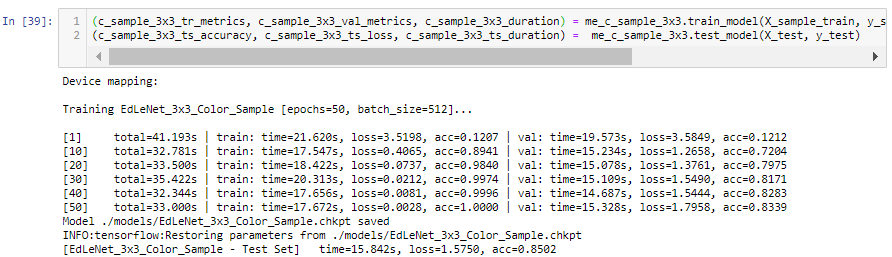 In [39]:
1 (c_sample_3x3_tr_metrics, c_sample_3x3_val_metrics, c_sample_3x3_duration) = me_c_sample_3x3.train_model(X_sample_train, y_s
2 (c_sample_3x3_ts_accuracy, c_sample_3x3_ts_loss, c_sample_3x3_ts_duration) =  me_c_sample_3x3.test_model(X_test, y_test)
Device mapping:
Training EdLeNet_3x3_Color_Sample [epochs=50, batch_size=512]...
[1]     total=41.193s | train: time=21.620s, loss=3.5198, acc=0.1207 | val: time=19.573s, loss=3.5849, acc=0.1212
[10]    total=32.781s | train: time=17.547s, loss=0.4065, acc=0.8941 | val: time=15.234s, loss=1.2658, acc=0.7204
[20]    total=33.500s | train: time=18.422s, loss=0.0737, acc=0.9840 | val: time=15.078s, loss=1.3761, acc=0.7975
[30]    total=35.422s | train: time=20.313s, loss=0.0212, acc=0.9974 | val: time=15.109s, loss=1.5490, acc=0.8171
[40]    total=32.344s | train: time=17.656s, loss=0.0081, acc=0.9996 | val: time=14.687s, loss=1.5444, acc=0.8283
[50]    total=33.000s | train: time=17.672s, loss=0.0028, acc=1.0000 | val: time=15.328s, loss=1.7958, acc=0.8339
Model ./models/EdLeNet_3x3_Color_Sample.chkpt saved
INFO:tensorflow:Restoring parameters from ./models/EdLeNet_3x3_Color_Sample.chkpt
[EdLeNet_3x3_Color_Sample - Test Set]   time=15.842s, loss=1.5750, acc=0.8502